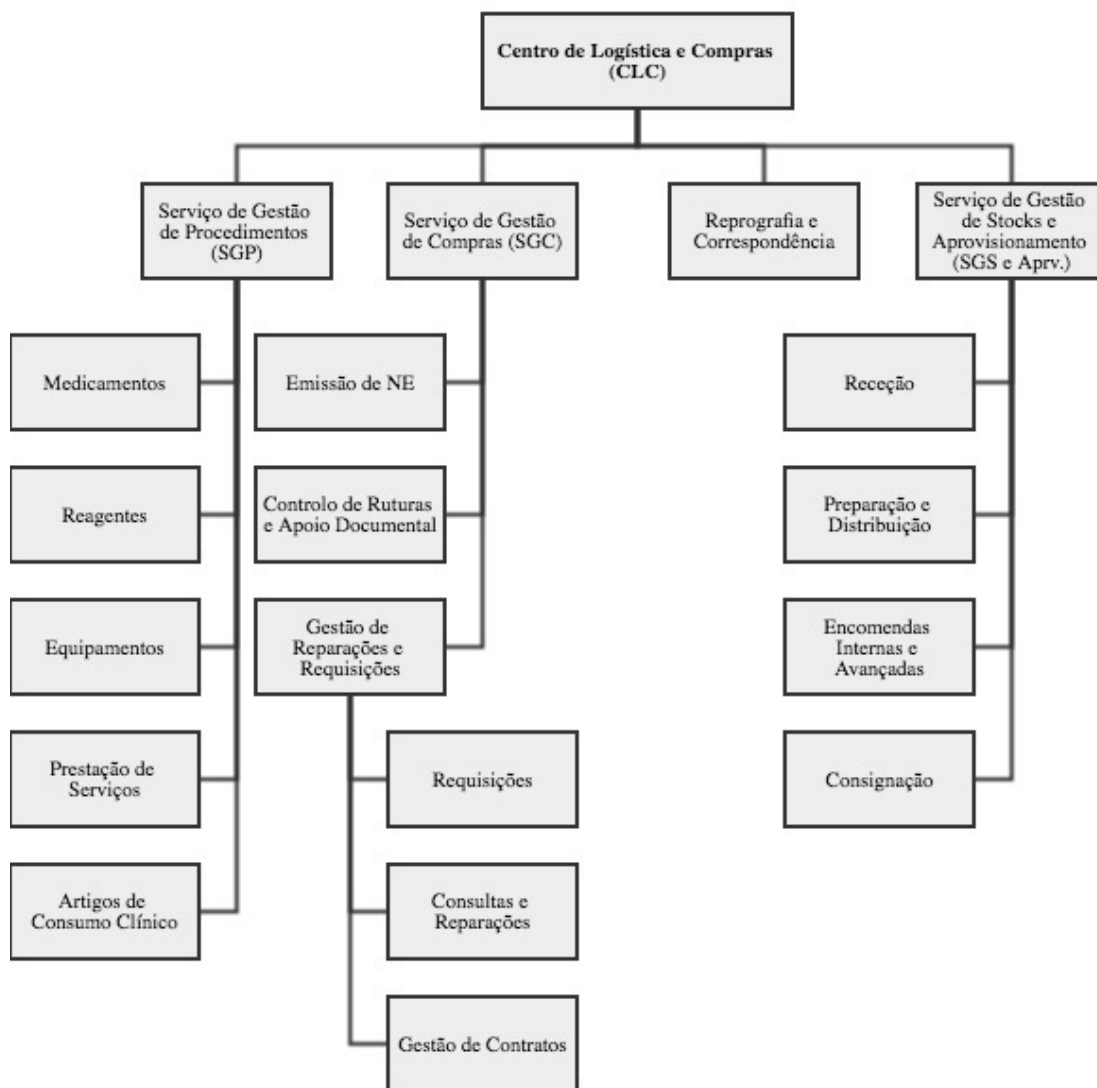 Centro de Logística e Compras
(CLC)
Serviço de Gestão
de Procedimentos
(SGP)
Serviço de Gestão
de Compras (SGC)
Reprografia e
Correspondência
Serviço de Gestão
de Stocks e
Aprovisionamento
(SGS e Aprv.)
Medicamentos
Emissão de NE
Receção
Reagentes
Controlo de Ruturas
e Apoio Documental
Preparação e
Distribuição
Equipamentos
Gestão de
Reparações e
Requisições
Encomendas
Internas e
Avançadas
Prestação de
Serviços
Requisições
Consignação
Artigos de
Consumo Clínico
Consultas e
Reparações
Gestão de Contratos